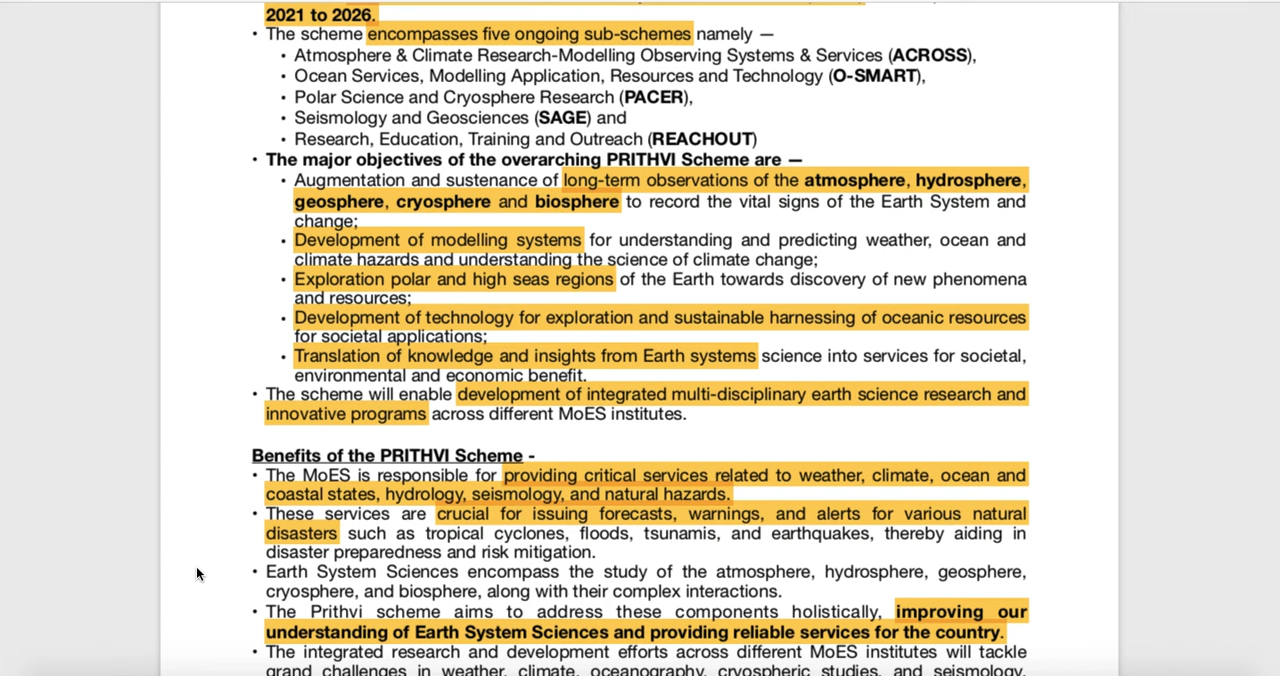 2021 to 2026.
• The scheme encompasses five ongoing sub-schemes namely —
• Atmosphere & Climate Research-Modelling Observing Systems & Services (ACROSS),
• Ocean Services, Modelling Application, Resources and Technology (O-SMART),
• Polar Science and Cryosphere Research (PACER),
• Seismology and Geosciences (SAGE) and
• Research, Education, Training and Outreach (REACHOUT)
• The major objectives of the overarching PRITHVI Scheme are —
• Augmentation and sustenance of long-term observations of the atmosphere, hydrosphere,
geosphere, cryosphere and biosphere to record the vital signs of the Earth System and
change;
• Development of modelling systems for understanding and predicting weather, ocean and
climate hazards and understanding the science of climate change;
• Exploration polar and high seas regions of the Earth towards discovery of new phenomena
and resources;
• Development of technology for exploration and sustainable harnessing of oceanic resources
for societal applications;
• Translation of knowledge and insights from Earth systems science into services for societal,
environmental and economic benefit.
• The scheme will enable development of integrated multi-disciplinary earth science research and
innovative programs across different MoES institutes.
Benefits of the PRITHVI Scheme -
• The MoES is responsible for providing critical services related to weather, climate, ocean and
coastal states, hydrology, seismology, and natural hazards.
• These services are crucial for issuing forecasts, warnings, and alerts for various natural
disasters such as tropical cyclones, floods, tsunamis, and earthquakes, thereby aiding in
disaster preparedness and risk mitigation.
• Earth System Sciences encompass the study of the atmosphere, hydrosphere, geosphere,
cryosphere, and biosphere, along with their complex interactions.
• The Prithvi scheme aims to address these components holistically, improving our
understanding of Earth System Sciences and providing reliable services for the country.
• The integrated research and development efforts across different MoES institutes will tackle
grand challenges in weather, climate, oceanography, cryospheric studies, and seismology,